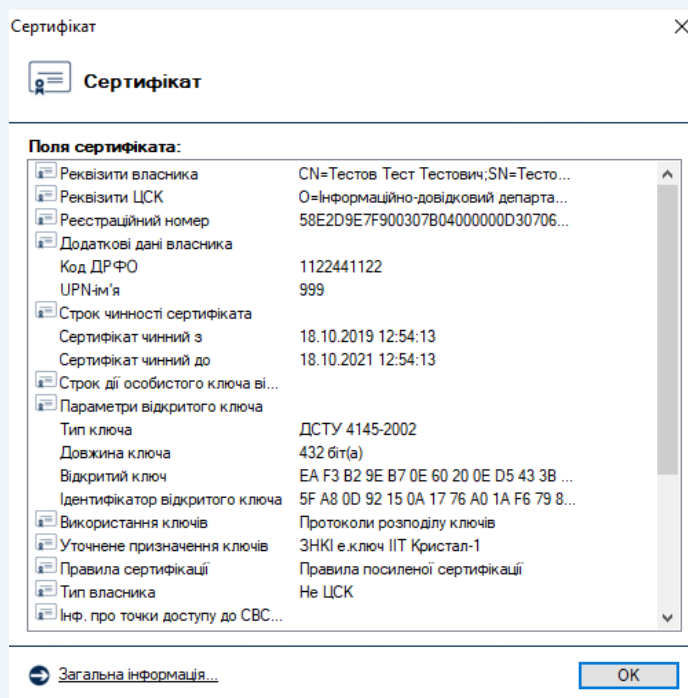 Сертифікат
Сертифікат
Поля сертифіката:
Реквізити власника CN=Тестов Тест Тестович;SN=Тесто...
Реквізити ЦСК O=Інформаційно-довідковий департа...
Реєстраційний номер 58E2D9E7F900307B04000000D30706...
Додаткові дані власника
Код ДРФО 1122441122
UPN-ім'я 999
Строк чинності сертифіката
Сертифікат чинний з 18.10.2019 12:54:13
Сертифікат чинний до 18.10.2021 12:54:13
Строк дії особистого ключа ві...
Параметри відкритого ключа
Тип ключа ДСТУ 4145-2002
Довжина ключа 432 біт(а)
Відкритий ключ EA F3 B2 9E B7 0E 60 20 0E D5 43 3B ...
Ідентифікатор відкритого ключа 5F A8 0D 92 15 0A 17 76 A0 1A F6 79 8...
Використання ключів Протоколи розподілу ключів
Уточнене призначення ключів ЗНКІ е.ключ ІІТ Кристал-1
Правила сертифікації Правила посиленої сертифікації
Тип власника Не ЦСК
Інф. про точки доступу до СВС...
Загальна інформація... OK